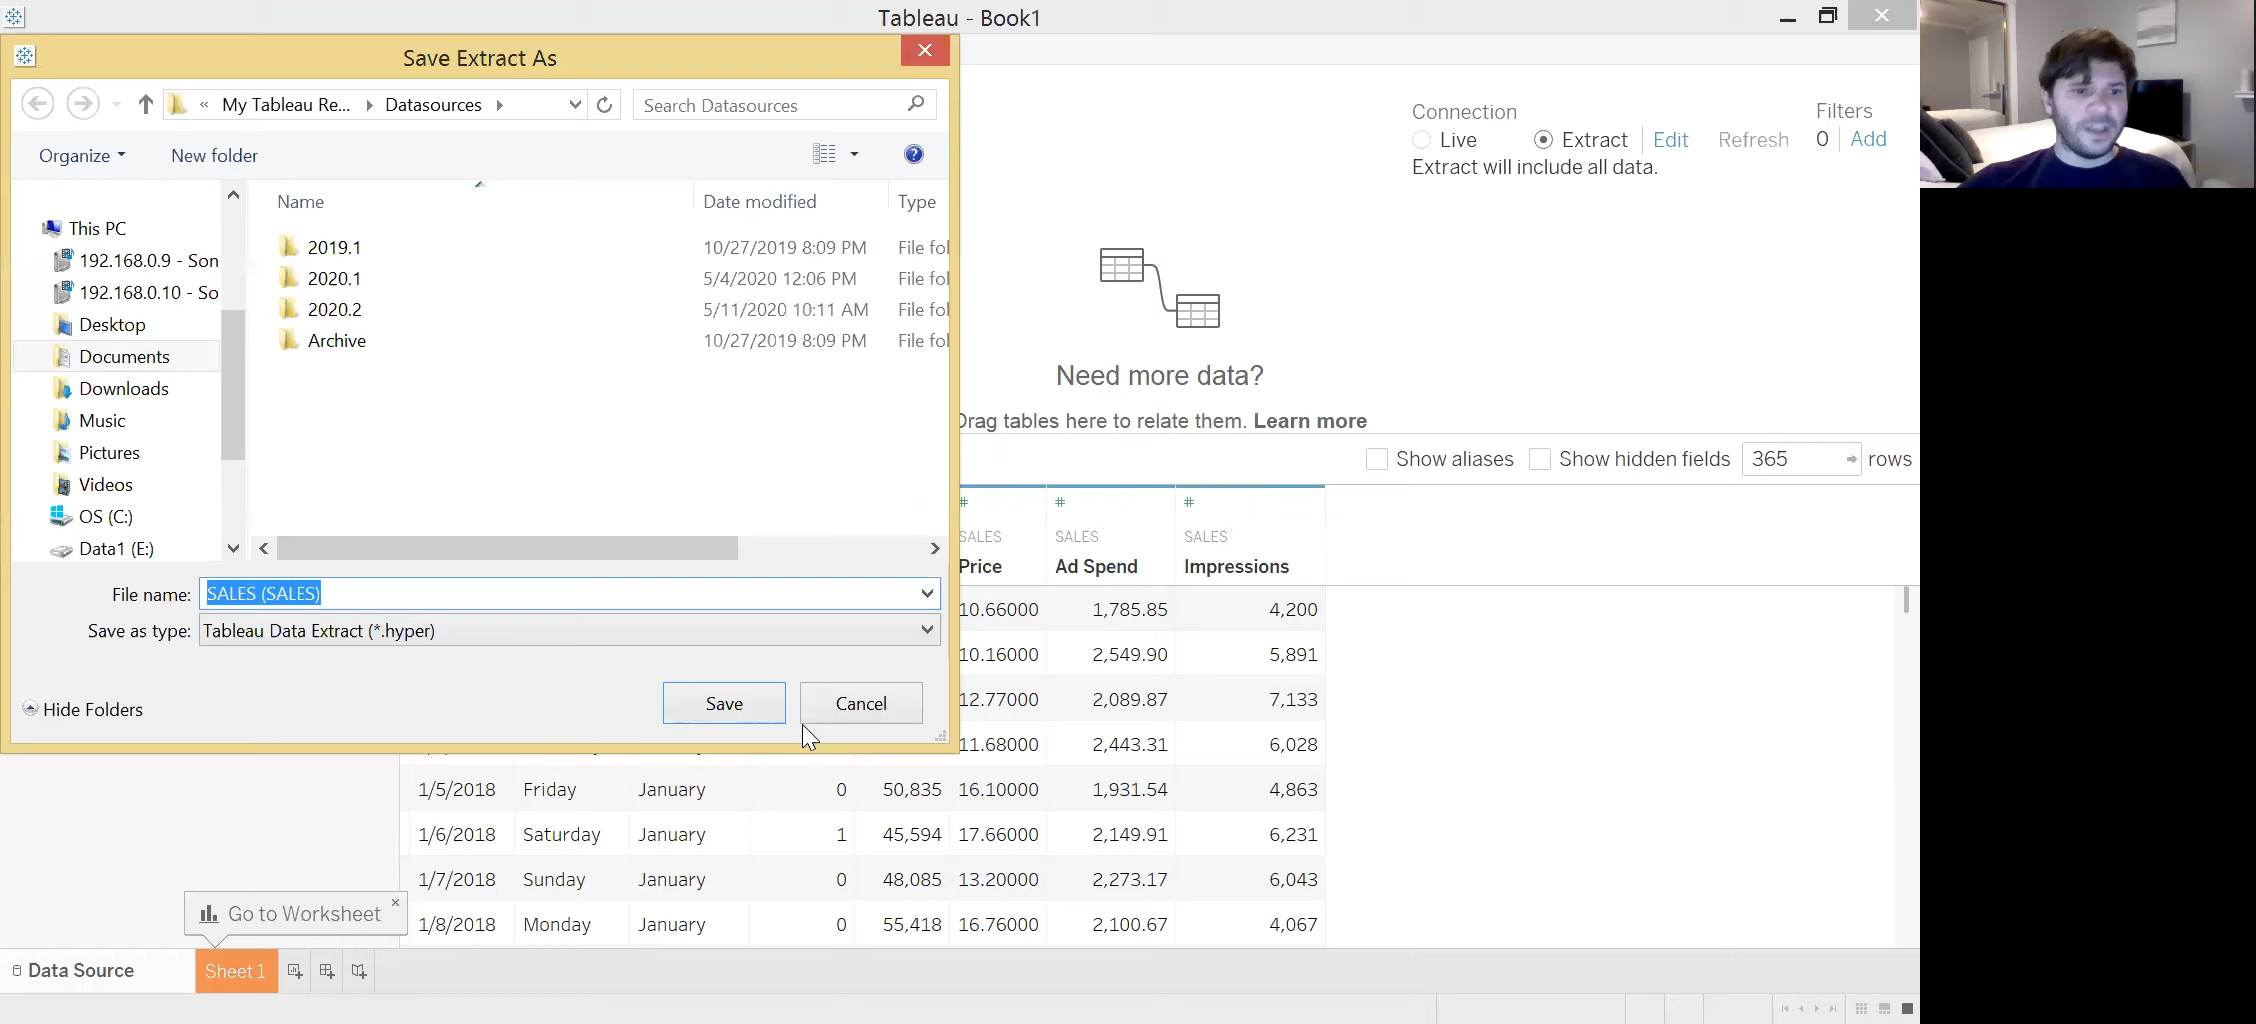 Tableau - Book1
Save Extract As
« My Tableau Re... Datasources
Search Datasources
Organize
New folder
Name
Date modified
Type
This PC
192.168.0.9 - Son
192.168.0.10 - So
Desktop
Documents
Downloads
Music
Pictures
Videos
OS (C:)
Data1 (E:)
2019.1 10/27/2019 8:09 PM File fol
2020.1 5/4/2020 12:06 PM File fol
2020.2 5/11/2020 10:11 AM File fol
Archive 10/27/2019 8:09 PM File fol
File name: SALES (SALES)
Save as type: Tableau Data Extract (*.hyper)
Hide Folders
Save
Cancel
Connection
Live Extract Edit Refresh
Extract will include all data.
Filters
0 Add
Need more data?
Drag tables here to relate them. Learn more
Show aliases Show hidden fields 365 rows
# # #
SALES SALES SALES
Price Ad Spend Impressions
10.66000 1,785.85 4,200
10.16000 2,549.90 5,891
12.77000 2,089.87 7,133
11.68000 2,443.31 6,028
1/5/2018 Friday January 0 50,835 16.10000 1,931.54 4,863
1/6/2018 Saturday January 1 45,594 17.66000 2,149.91 6,231
1/7/2018 Sunday January 0 48,085 13.20000 2,273.17 6,043
1/8/2018 Monday January 0 55,418 16.76000 2,100.67 4,067
Go to Worksheet
Data Source
Sheet 1